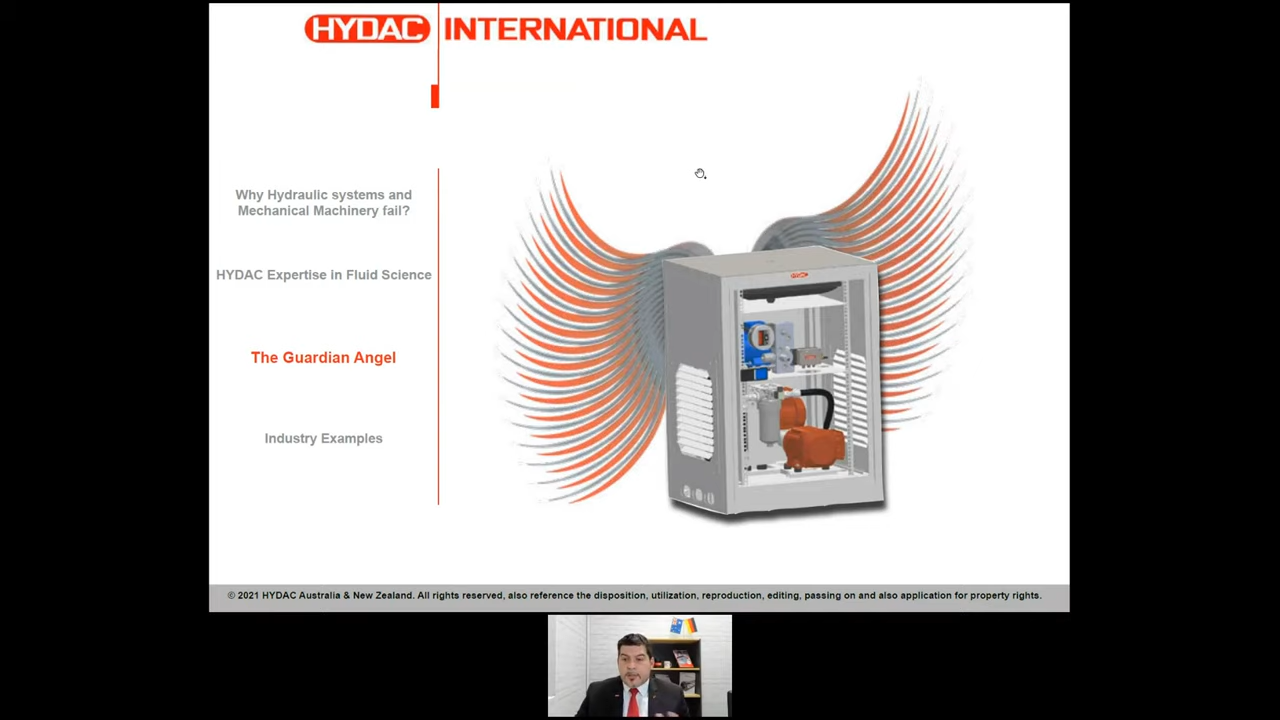 HYDAC INTERNATIONAL
Why Hydraulic systems and
Mechanical Machinery fail?
HYDAC Expertise in Fluid Science
The Guardian Angel
Industry Examples
HYDAC
© 2021 HYDAC Australia & New Zealand. All rights reserved, also reference the disposition, utilization, reproduction, editing, passing on and also application for property rights.